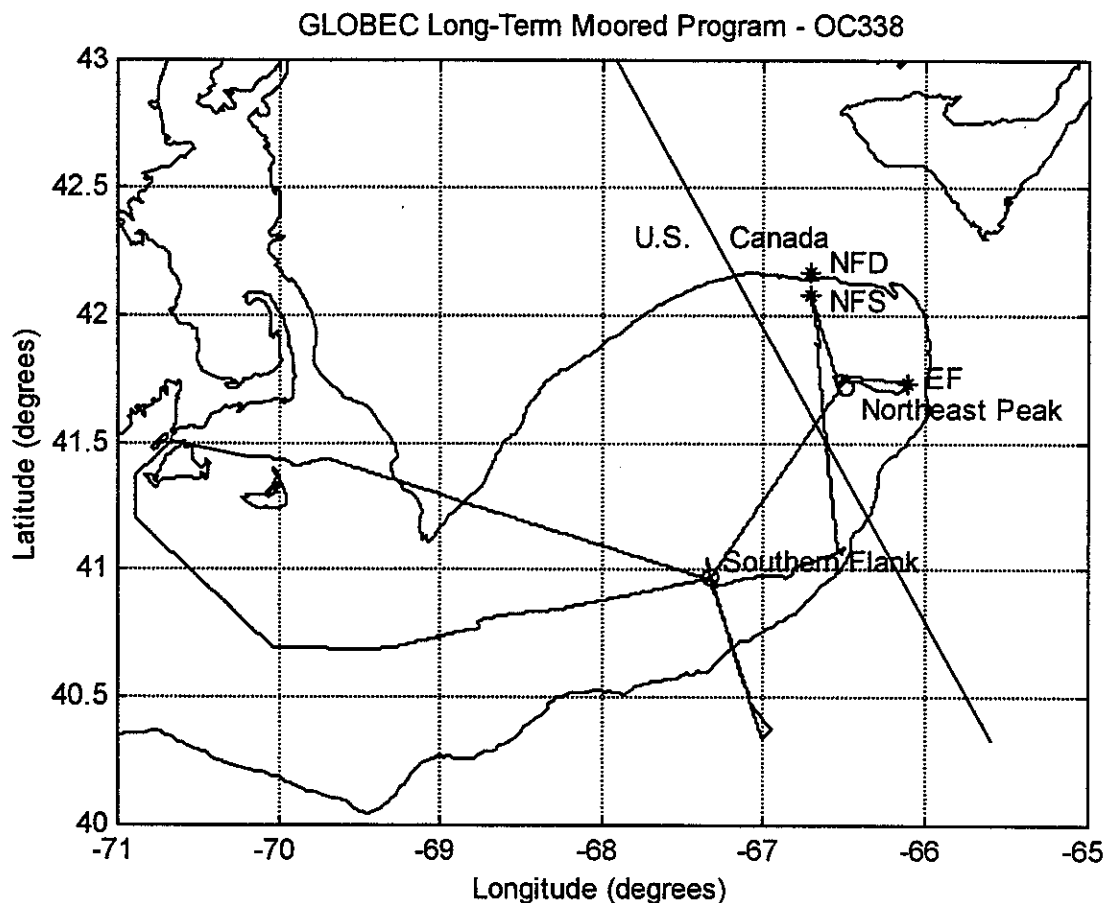 GLOBEC Long-Term Moored Program - OC338
43
42.5
42
41.5
41
40.5
40
Latitude (degrees)
U.S. Canada
NFD
NFS
EF
Northeast Peak
Southern Flank
-71 -70 -69 -68 -67 -66 -65
Longitude (degrees)